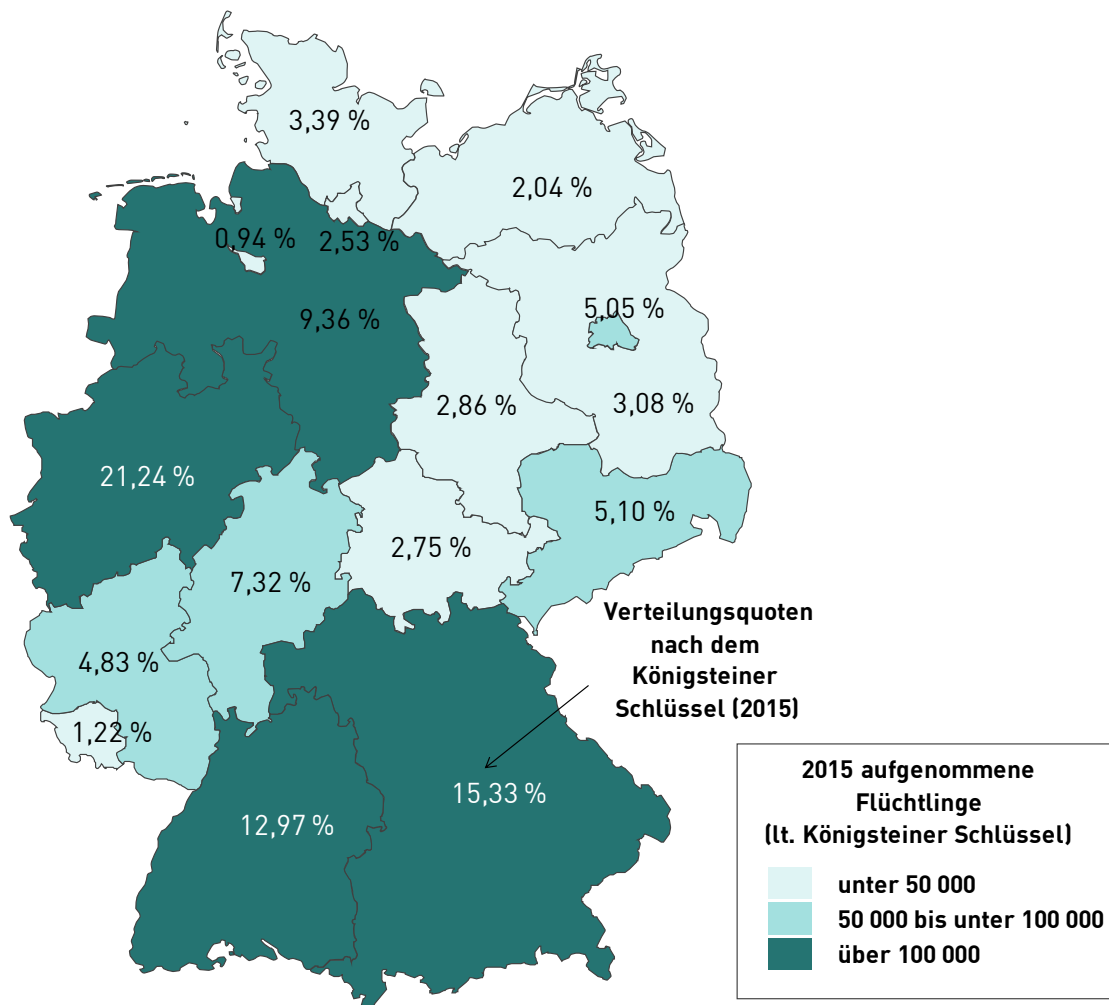 3,39 %
2,04 %
0,94 %
2,53 %
9,36 %
5,05 %
2,86 %
3,08 %
21,24 %
5,10 %
2,75 %
7,32 %
Verteilungsquoten
nach dem
Königsteiner
Schlüssel (2015)
4,83 %
1,22 %
15,33 %
12,97 %
2015 aufgenommene
Flüchtlinge
(lt. Königsteiner Schlüssel)
unter 50 000
50 000 bis unter 100 000
über 100 000